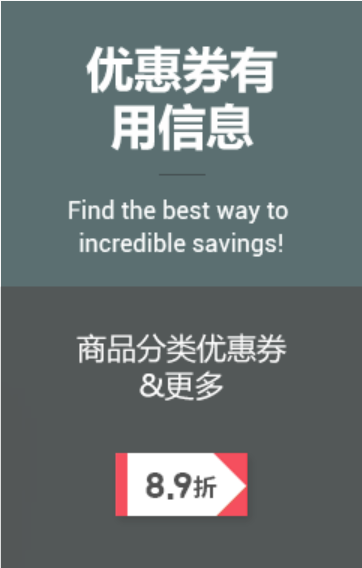 优惠券有
用信息
Find the best way to
incredible savings!
商品分类优惠券
&更多
8.9折